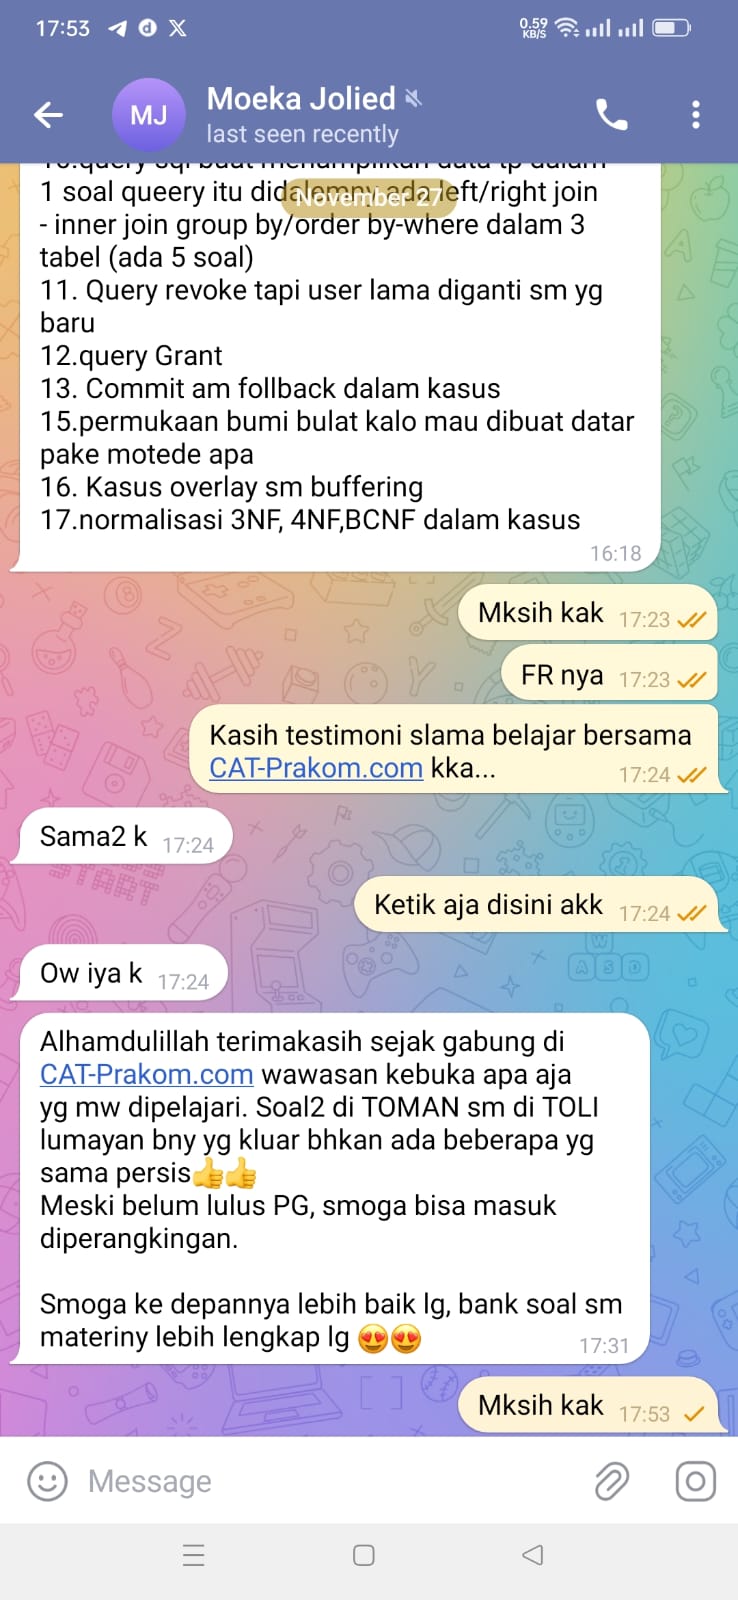 17:53
0.59
KB/S
MJ
Moeka Jolied
last seen recently
November 27
1 soal queery itu didalemny ada left/right join
- inner join group by/order by-where dalam 3
tabel (ada 5 soal)
11. Query revoke tapi user lama diganti sm yg
baru
12.query Grant
13. Commit am follback dalam kasus
15.permukaan bumi bulat kalo mau dibuat datar
pake motede apa
16. Kasus overlay sm buffering
17.normalisasi 3NF, 4NF,BCNF dalam kasus
16:18
Mksih kak 17:23
FR nya 17:23
Kasih testimoni slama belajar bersama
CAT-Prakom.com kka...
17:24
Sama2 k 17:24
Ketik aja disini akk 17:24
Ow iya k 17:24
Alhamdulillah terimakasih sejak gabung di
CAT-Prakom.com wawasan kebuka apa aja
yg mw dipelajari. Soal2 di TOMAN sm di TOLI
lumayan bny yg kluar bhkan ada beberapa yg
sama persis👍👍
Meski belum lulus PG, smoga bisa masuk
diperangkingan.
Smoga ke depannya lebih baik lg, bank soal sm
materiny lebih lengkap lg 😍😍
17:31
Mksih kak 17:53
Message